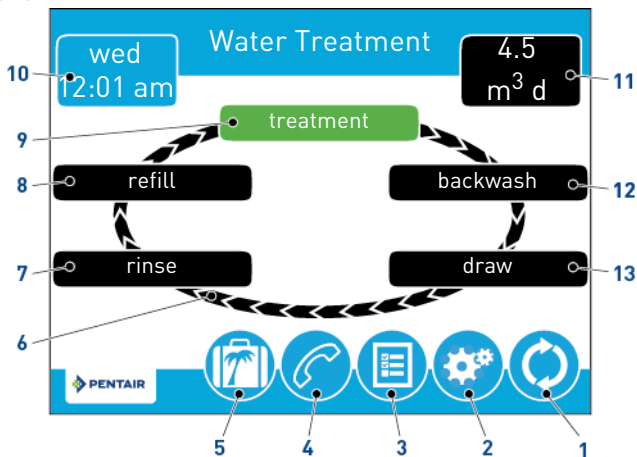 Water Treatment
wed
12:01 am
4.5
m³ d
10
11
treatment
9
refill
backwash
8
12
rinse
draw
7
13
6
PENTAIR
5
4
3
2
1